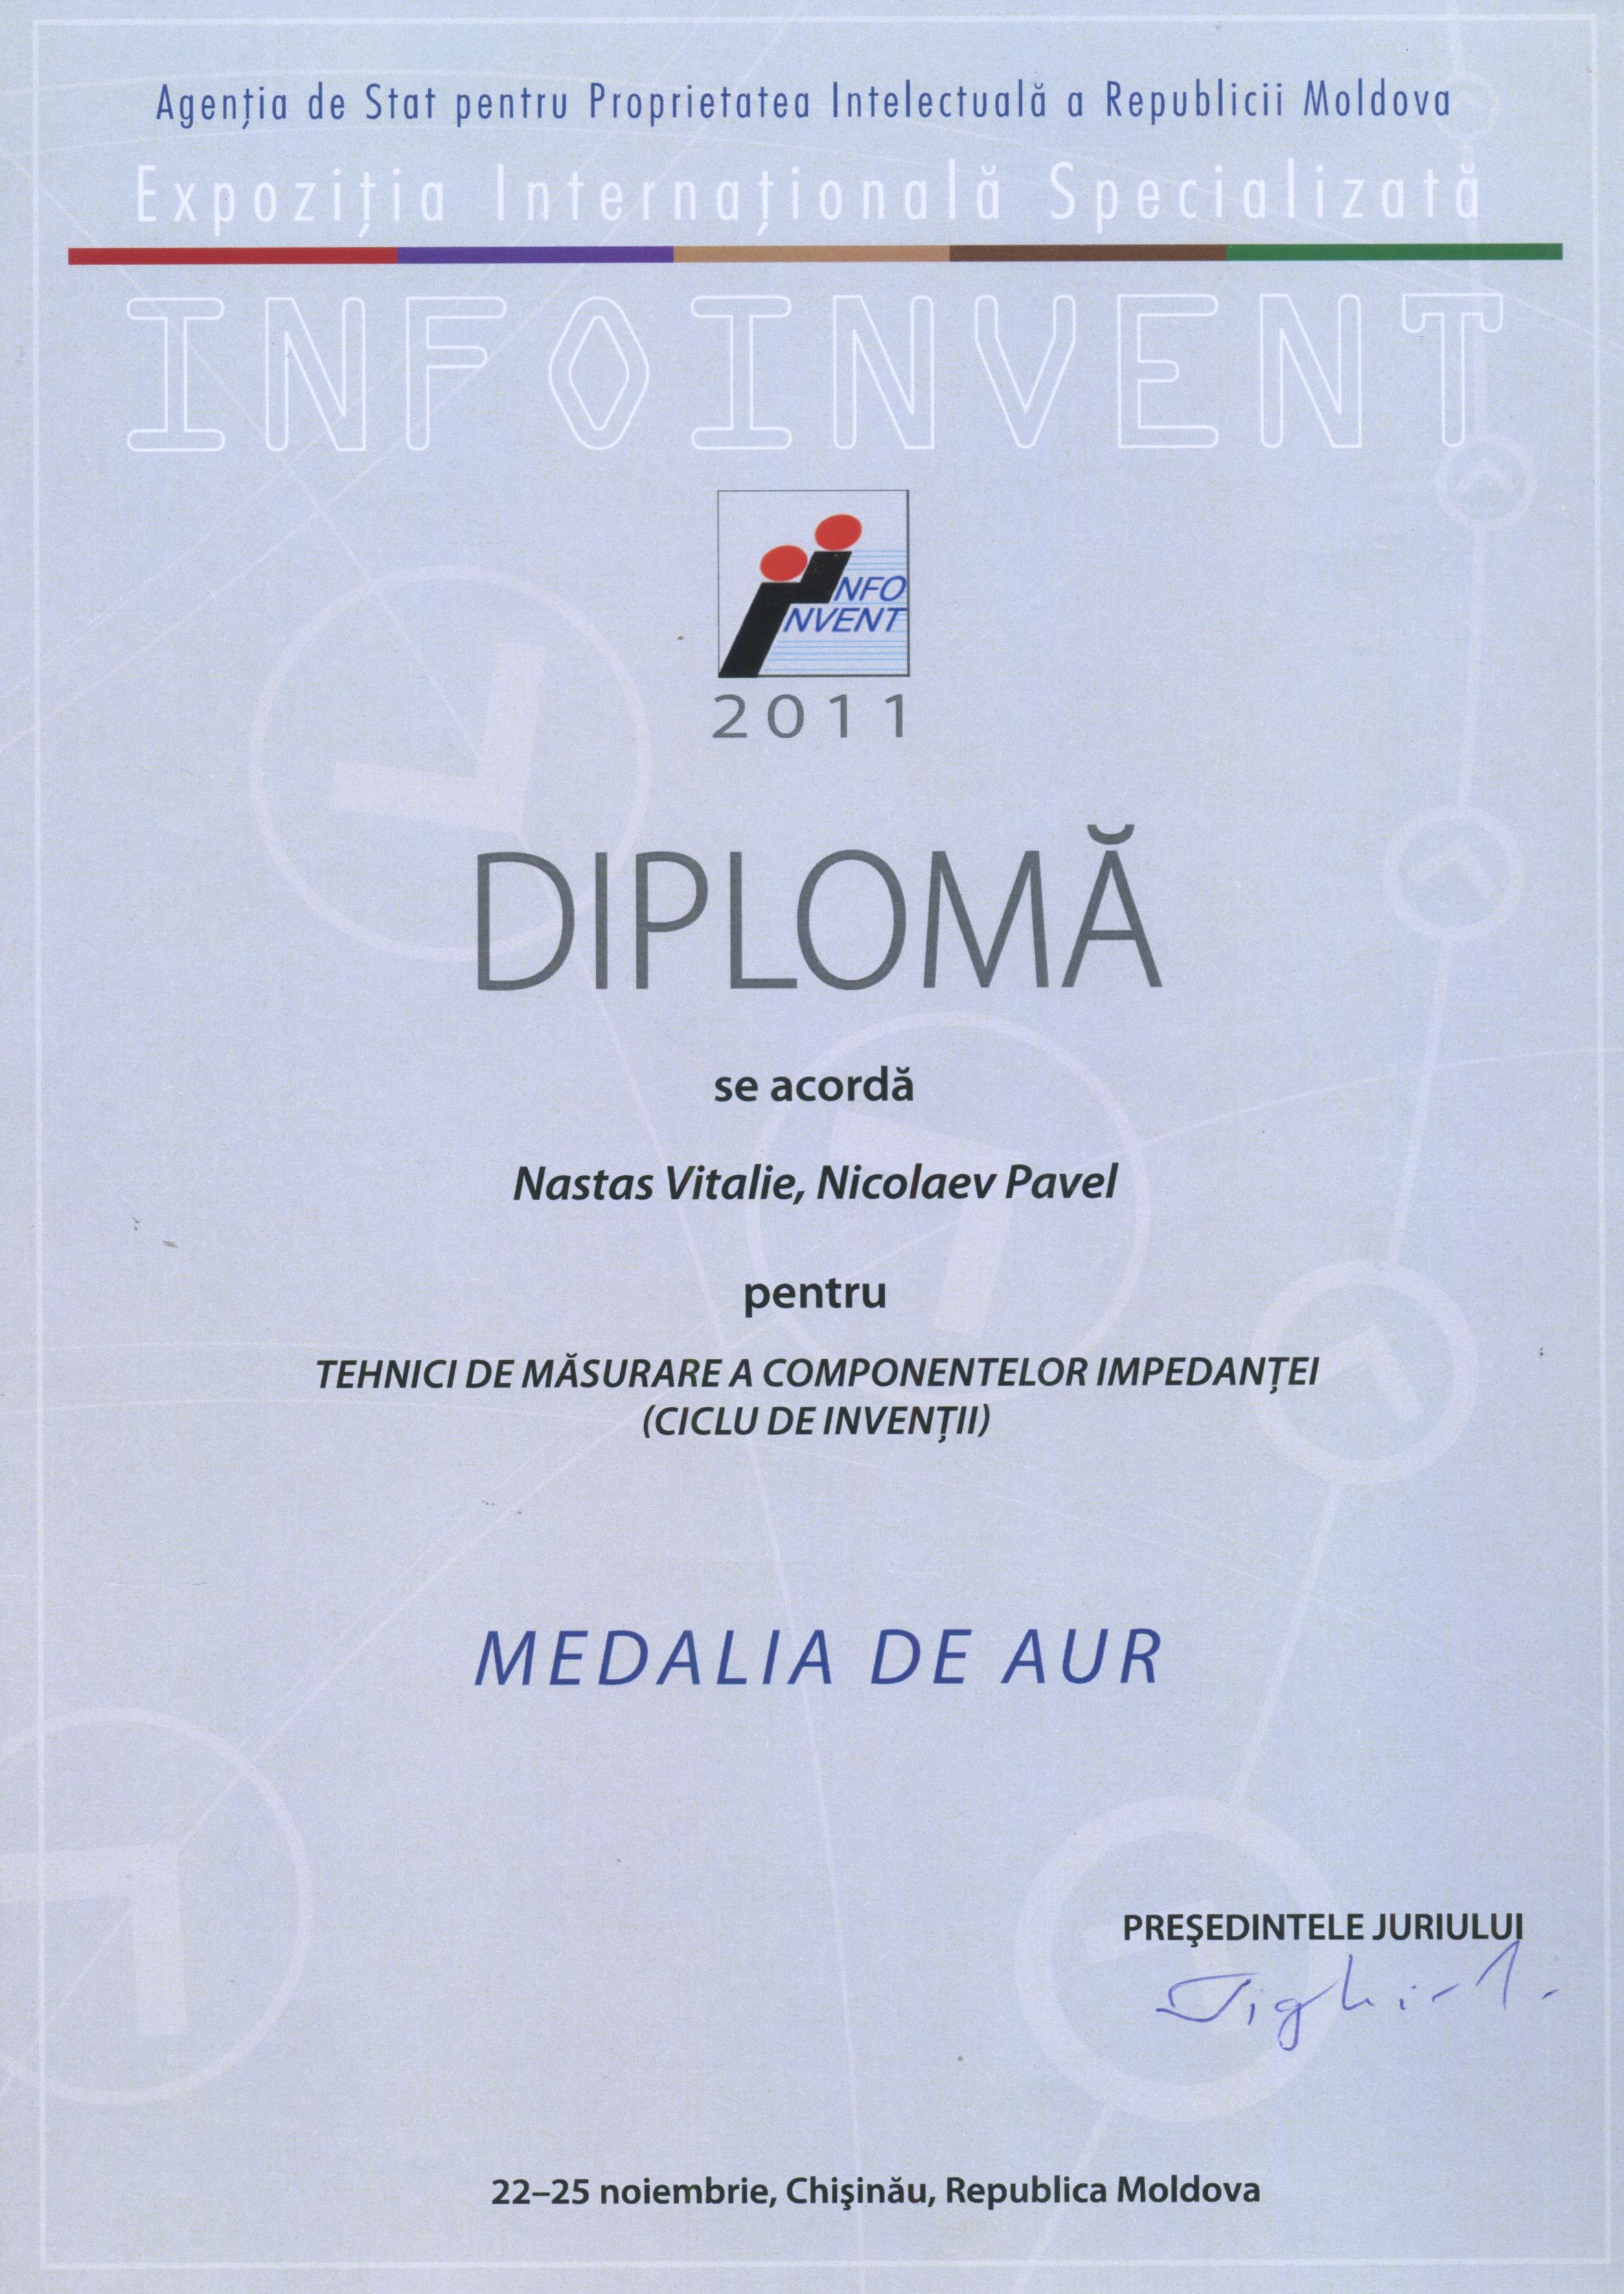 Agenția de Stat pentru Proprietatea Intelectuală a Republicii Moldova
Expoziția Internațională Specializată
INFOINVENT
INFO
INVENT
2011
DIPLOMĂ
se acordă
Nastas Vitalie, Nicolaev Pavel
pentru
TEHNICI DE MĂSURARE A COMPONENTELOR IMPEDANȚEI
(CICLU DE INVENȚII)
MEDALIA DE AUR
PREŞEDINTELE JURIULUI
22–25 noiembrie, Chişinău, Republica Moldova